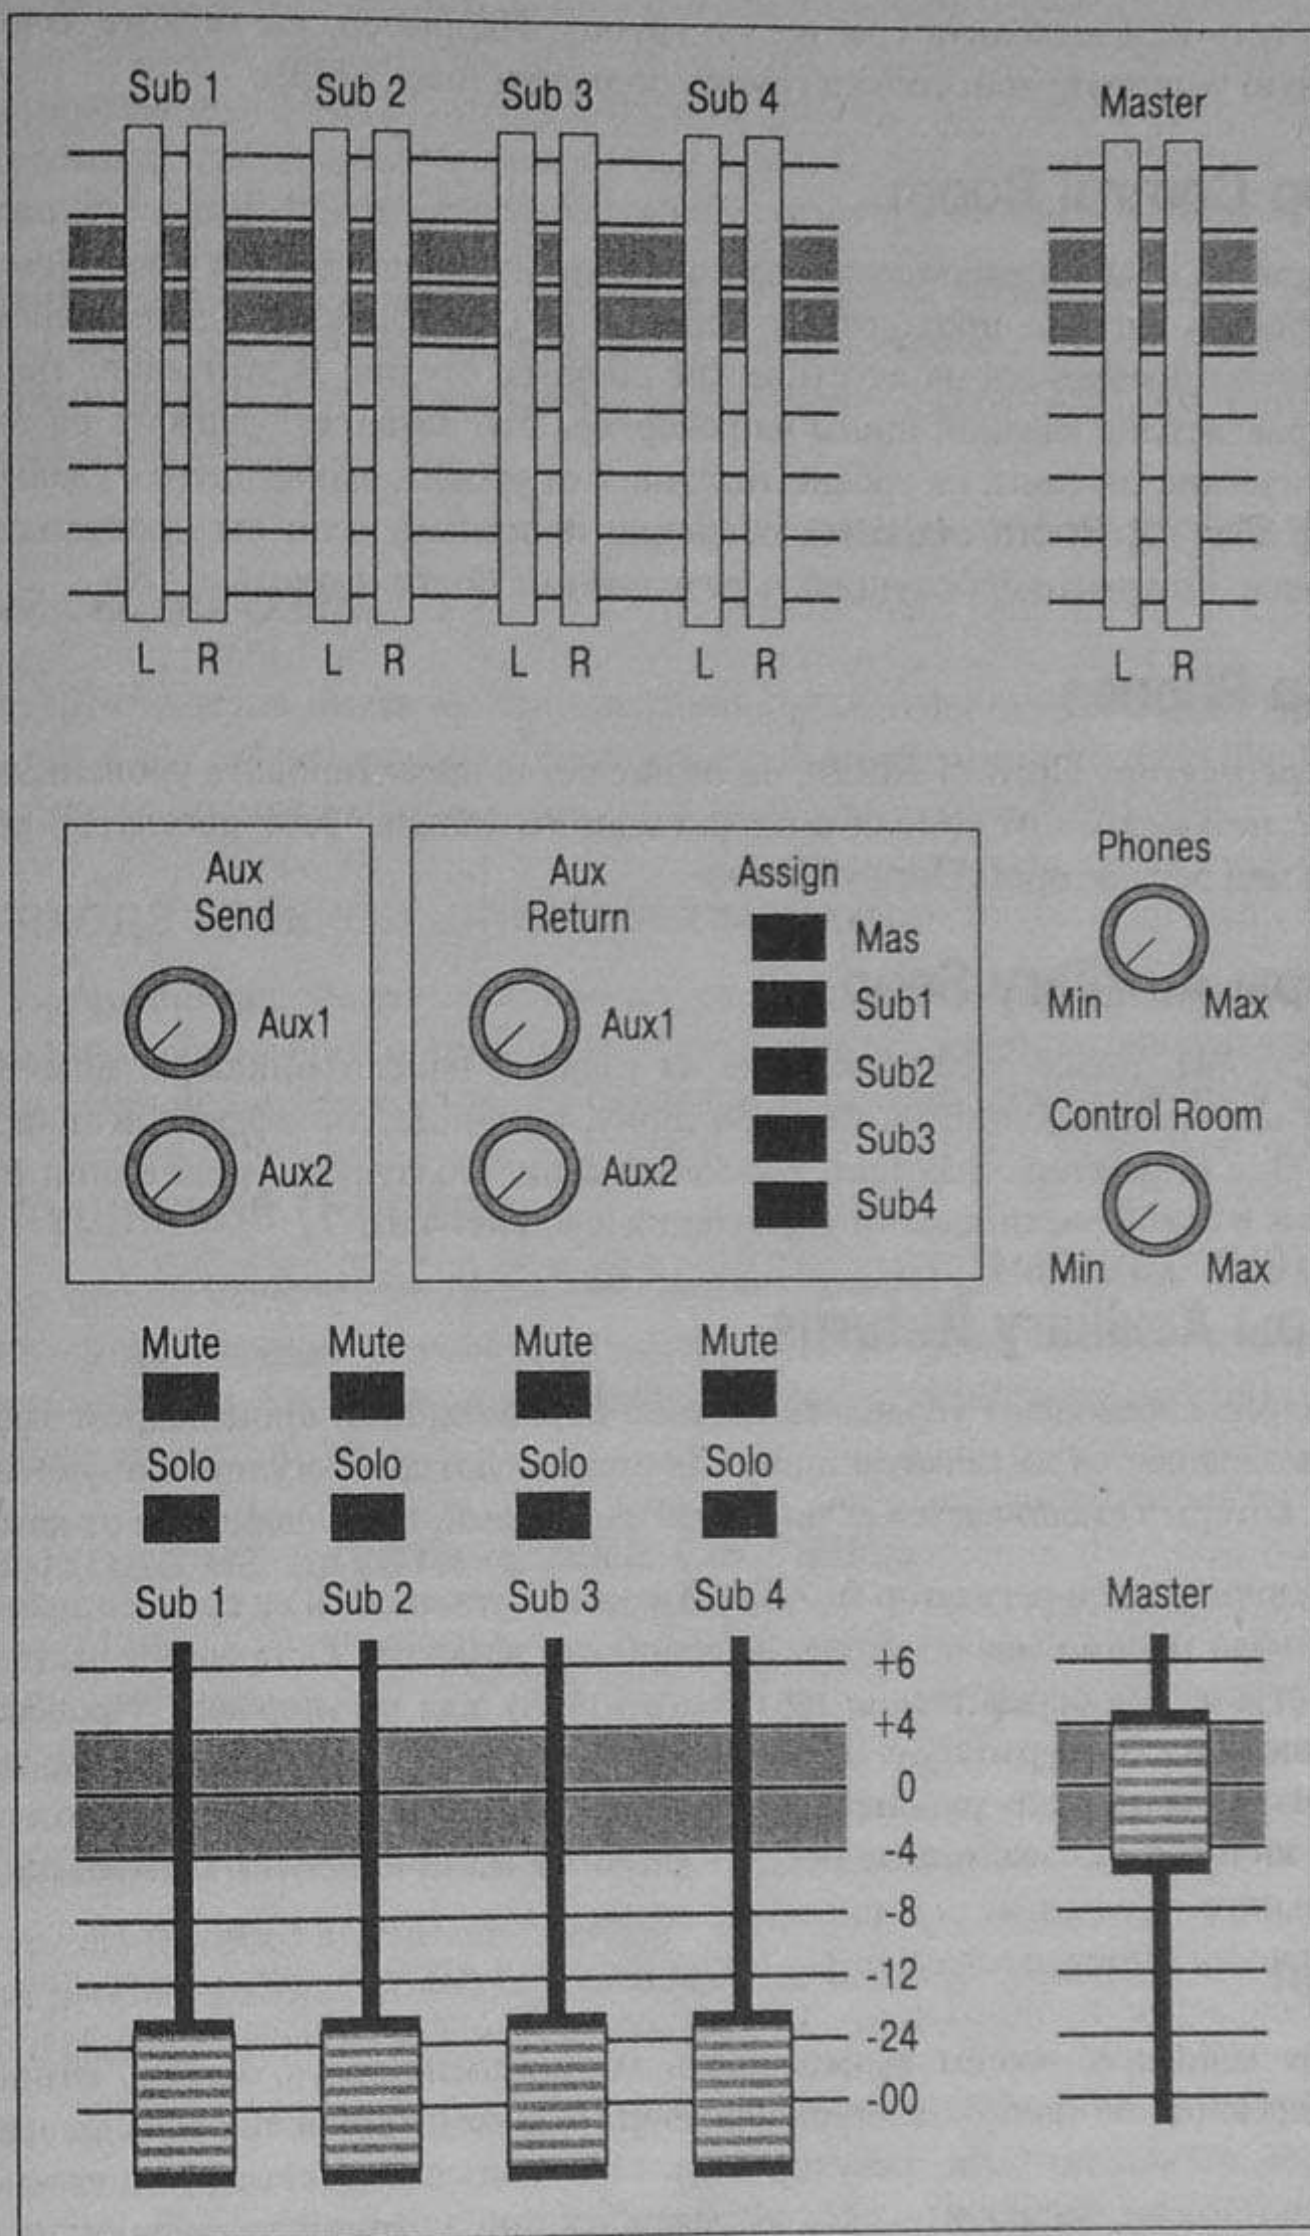 Sub 1 Sub 2 Sub 3 Sub 4 Master
L R L R L R L R L R
Aux Send
Aux1
Aux2
Aux Return
Aux1
Aux2
Assign
Mas
Sub1
Sub2
Sub3
Sub4
Phones
Min Max
Control Room
Min Max
Mute Mute Mute Mute
Solo Solo Solo Solo
Sub 1 Sub 2 Sub 3 Sub 4 Master
+6
+4
0
-4
-8
-12
-24
-00